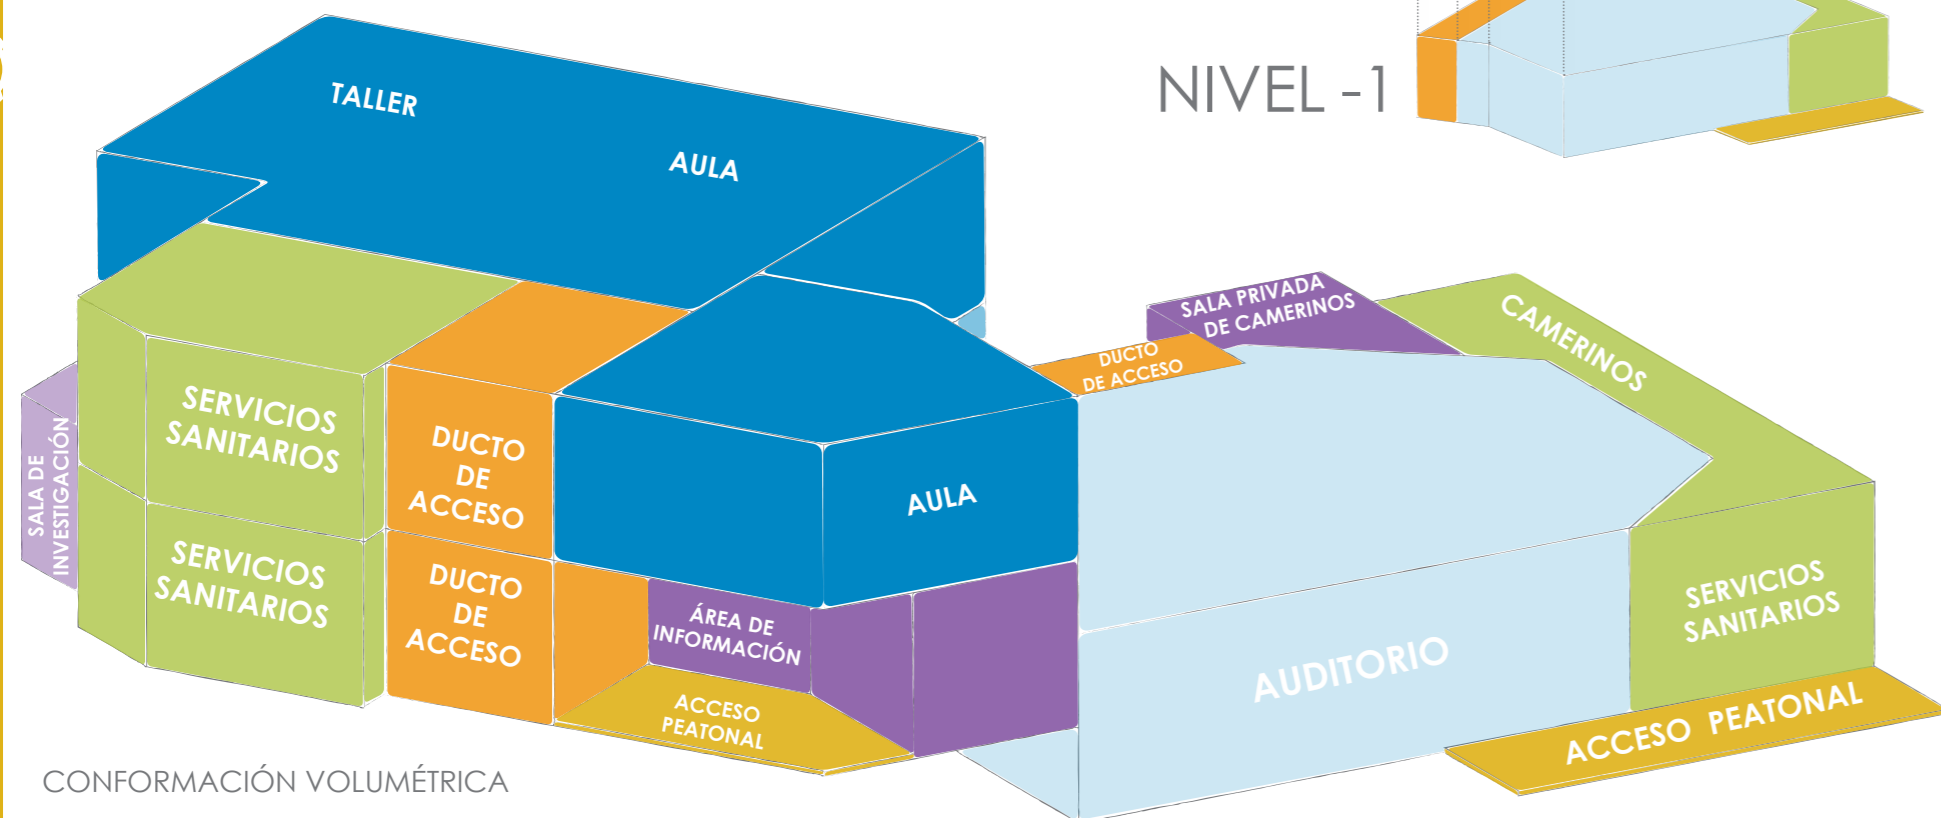 NIVEL -1
TALLER
AULA
SALA PRIVADA
DE CAMERINOS
CAMERINOS
DUCTO
DE ACCESO
SERVICIOS
SANITARIOS
DUCTO
DE
ACCESO
AULA
SALA DE
INVESTIGACIÓN
SERVICIOS
SANITARIOS
DUCTO
DE
ACCESO
ÁREA DE
INFORMACIÓN
ACCESO
PEATONAL
AUDITORIO
SERVICIOS
SANITARIOS
ACCESO PEATONAL
CONFORMACIÓN VOLUMÉTRICA